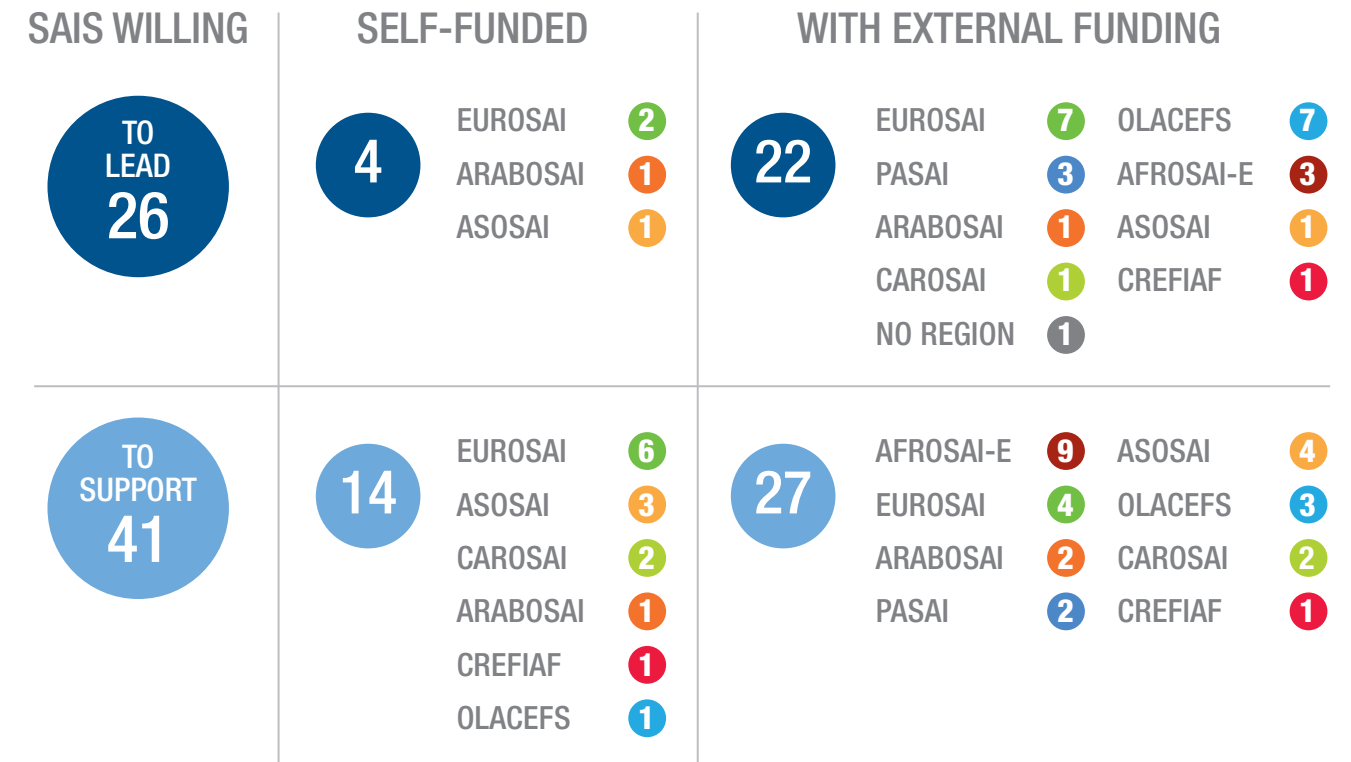 SAIS WILLING
SELF-FUNDED
WITH EXTERNAL FUNDING
TO
LEAD
26
4
EUROSAI 2
ARABOSAI 1
ASOSAI 1
22
EUROSAI 7 OLACEFS 7
PASAI 3 AFROSAI-E 3
ARABOSAI 1 ASOSAI 1
CAROSAI 1 CREFIAF 1
NO REGION 1
TO
SUPPORT
41
14
EUROSAI 6
ASOSAI 3
CAROSAI 2
ARABOSAI 1
CREFIAF 1
OLACEFS 1
27
AFROSAI-E 9 ASOSAI 4
EUROSAI 4 OLACEFS 3
ARABOSAI 2 CAROSAI 2
PASAI 2 CREFIAF 1